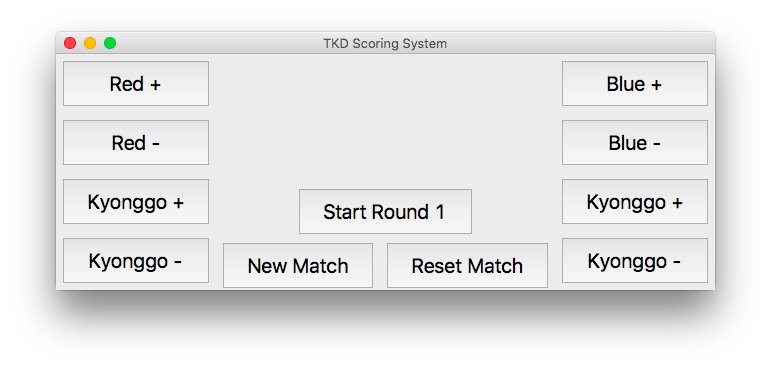 TKD Scoring System
Red +
Blue +
Red -
Blue -
Kyonggo +
Kyonggo +
Start Round 1
Kyonggo -
New Match
Reset Match
Kyonggo -